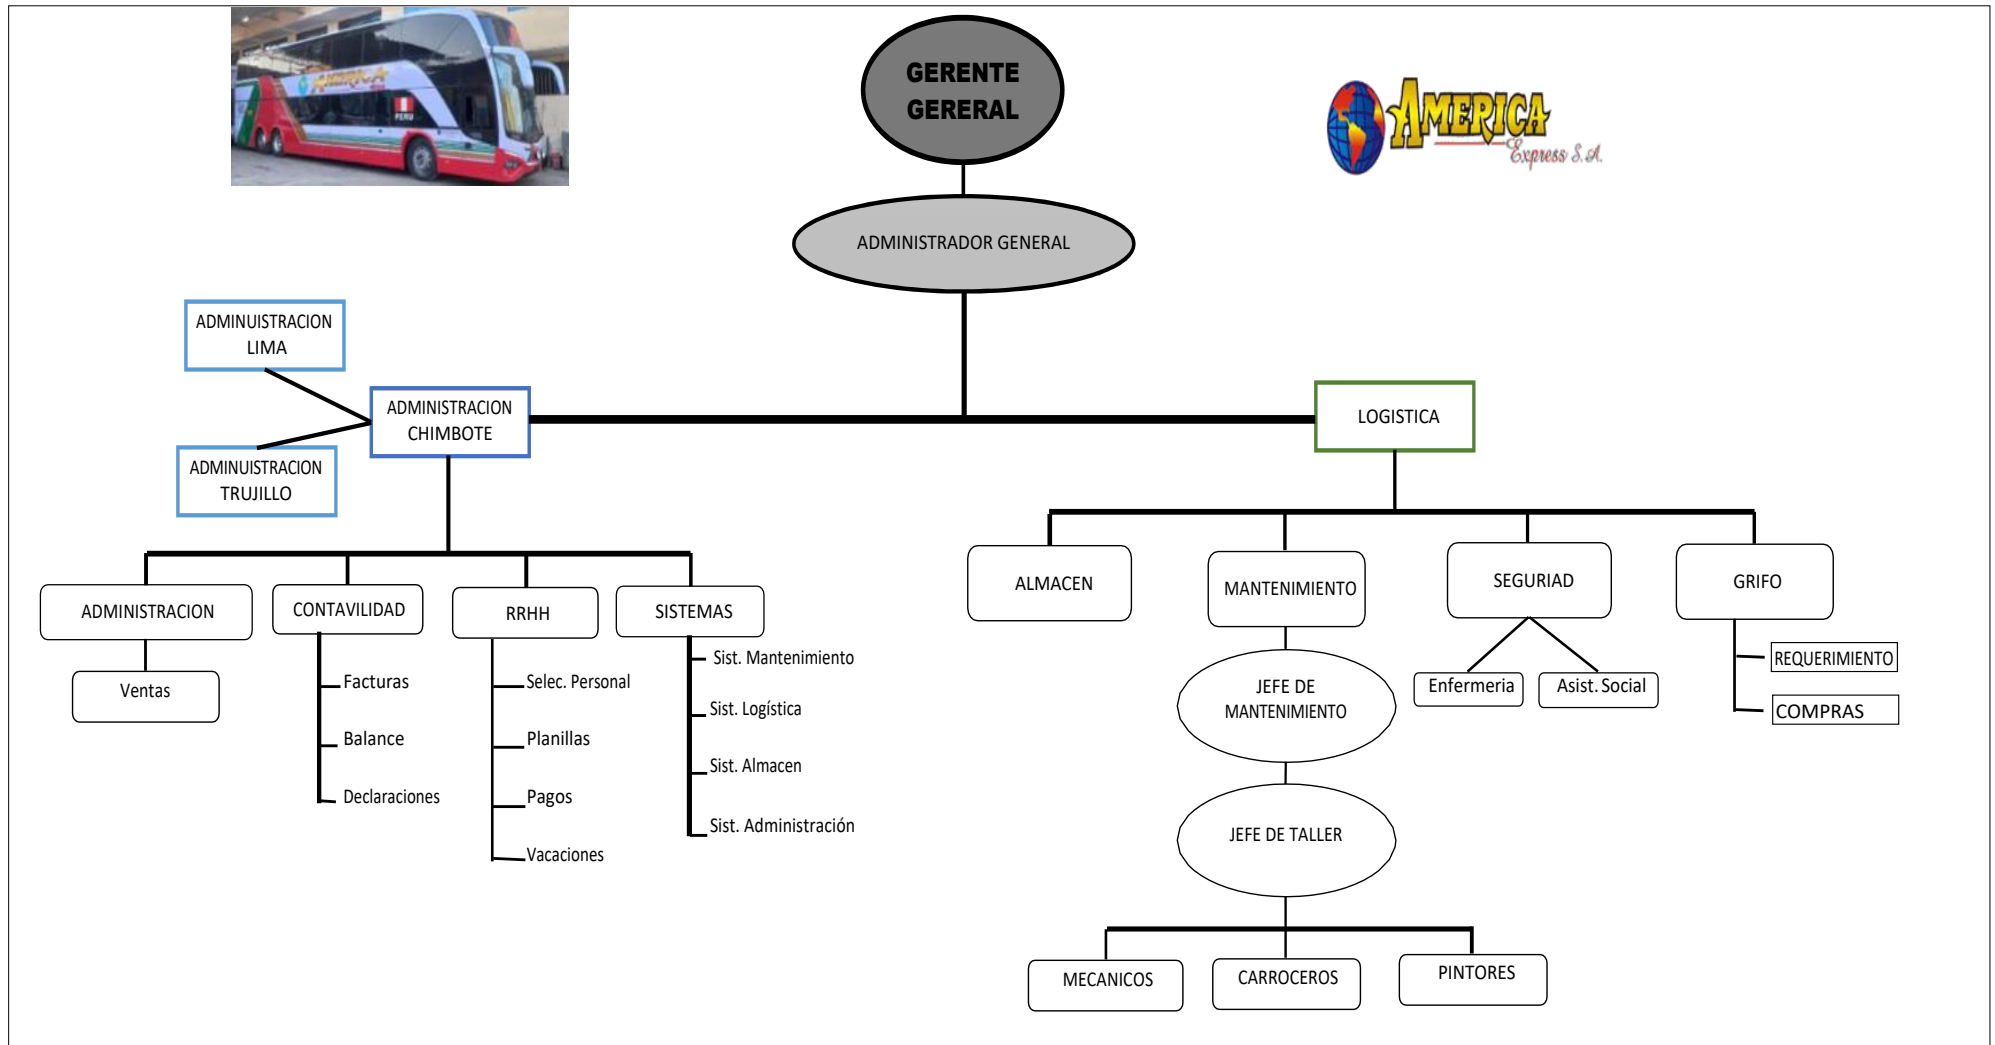 AMERICA
PERU
GERENTE
GERERAL
AMERICA
Express S.A.
ADMINISTRADOR GENERAL
ADMINUISTRACION
LIMA
ADMINISTRACION
CHIMBOTE
LOGISTICA
ADMINUISTRACION
TRUJILLO
ADMINISTRACION
CONTAVILIDAD
RRHH
SISTEMAS
ALMACEN
MANTENIMIENTO
SEGURIAD
GRIFO
Ventas
Facturas
Balance
Declaraciones
Selec. Personal
Planillas
Pagos
Vacaciones
Sist. Mantenimiento
Sist. Logística
Sist. Almacen
Sist. Administración
JEFE DE
MANTENIMIENTO
JEFE DE TALLER
MECANICOS
CARROCEROS
PINTORES
Enfermeria
Asist. Social
REQUERIMIENTO
COMPRAS